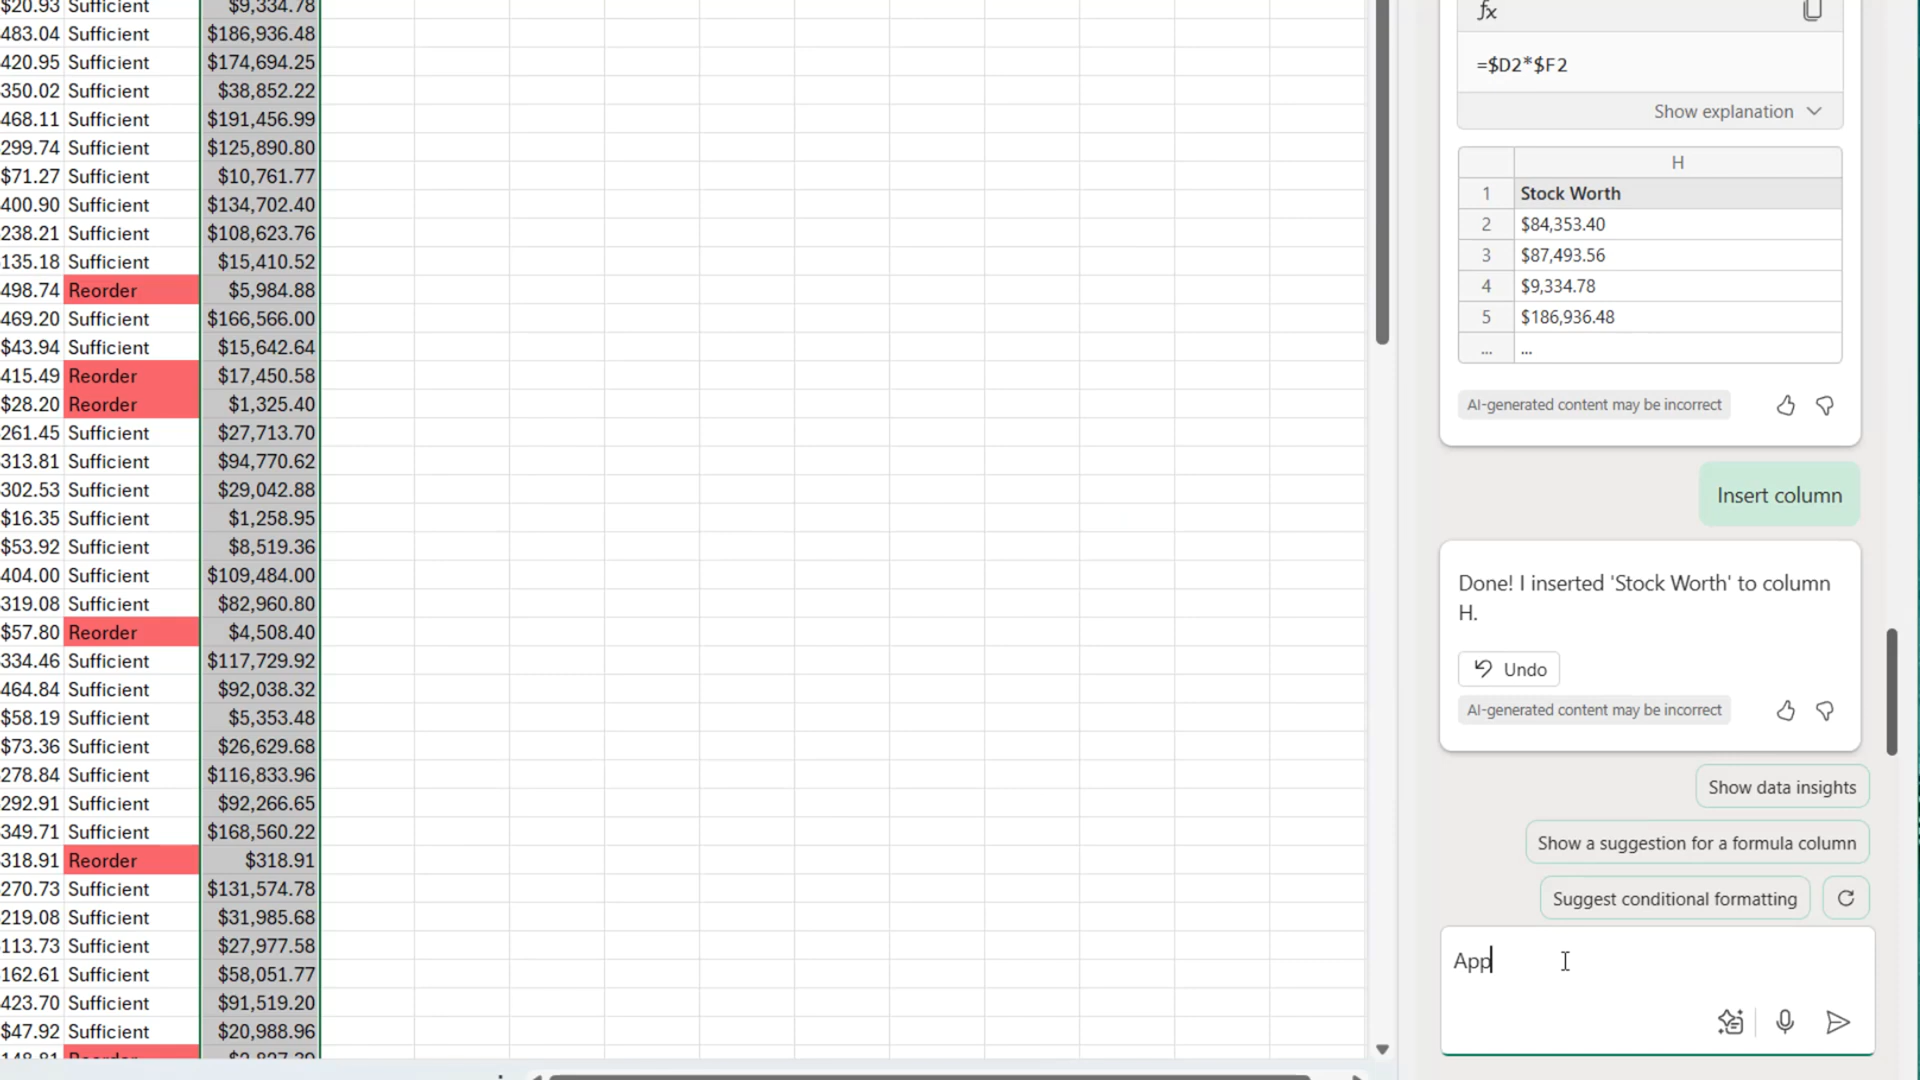 $20.93 Sufficient $9,334.78
483.04 Sufficient $186,936.48
420.95 Sufficient $174,694.25
350.02 Sufficient $38,852.22
468.11 Sufficient $191,456.99
299.74 Sufficient $125,890.80
$71.27 Sufficient $10,761.77
400.90 Sufficient $134,702.40
238.21 Sufficient $108,623.76
135.18 Sufficient $15,410.52
498.74 Reorder $5,984.88
469.20 Sufficient $166,566.00
$43.94 Sufficient $15,642.64
415.49 Reorder $17,450.58
$28.20 Reorder $1,325.40
261.45 Sufficient $27,713.70
313.81 Sufficient $94,770.62
302.53 Sufficient $29,042.88
$16.35 Sufficient $1,258.95
$53.92 Sufficient $8,519.36
404.00 Sufficient $109,484.00
319.08 Sufficient $82,960.80
$57.80 Reorder $4,508.40
334.46 Sufficient $117,729.92
464.84 Sufficient $92,038.32
$58.19 Sufficient $5,353.48
$73.36 Sufficient $26,629.68
278.84 Sufficient $116,833.96
292.91 Sufficient $92,266.65
349.71 Sufficient $168,560.22
318.91 Reorder $318.91
270.73 Sufficient $131,574.78
219.08 Sufficient $31,985.68
113.73 Sufficient $27,977.58
162.61 Sufficient $58,051.77
423.70 Sufficient $91,519.20
$47.92 Sufficient $20,988.96
148.81 Reorder $2,827.39
fx
=$D2*$F2
Show explanation
H
1 Stock Worth
2 $84,353.40
3 $87,493.56
4 $9,334.78
5 $186,936.48
... ...
AI-generated content may be incorrect
Insert column
Done! I inserted 'Stock Worth' to column
H.
Undo
AI-generated content may be incorrect
Show data insights
Show a suggestion for a formula column
Suggest conditional formatting
App